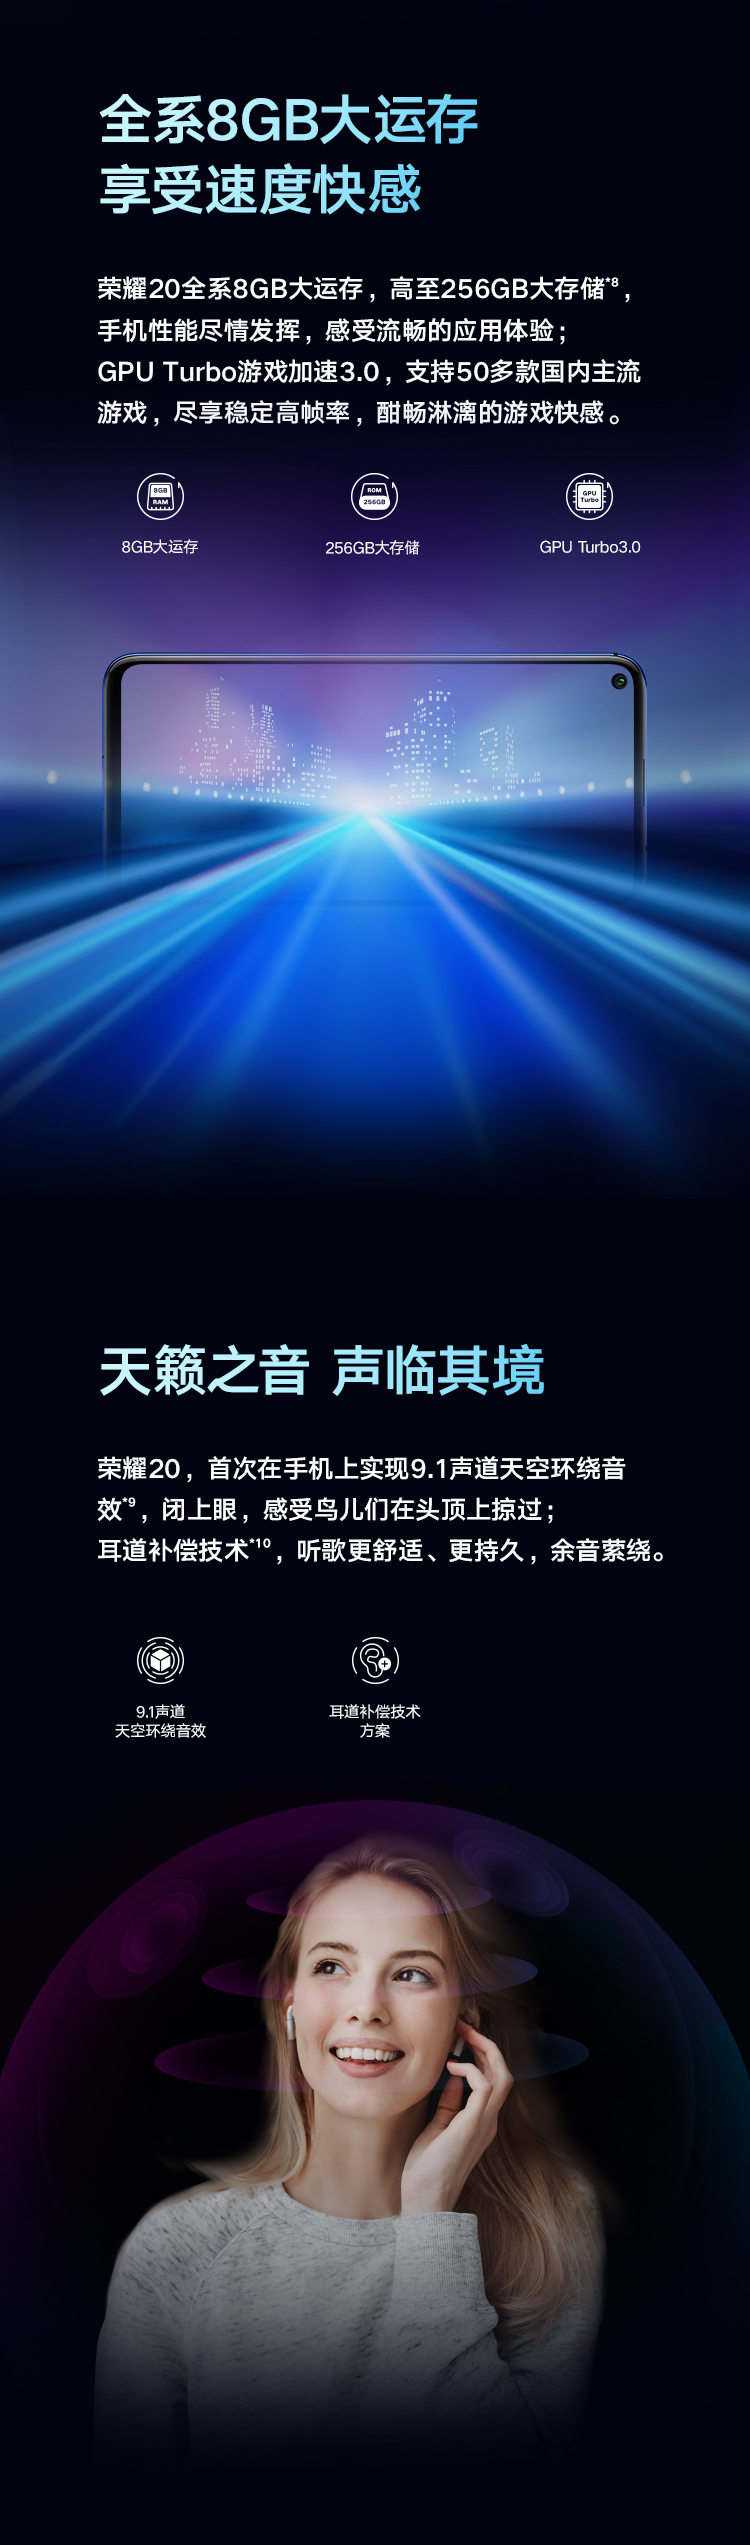 全系8GB大运存
享受速度快感
荣耀20全系8GB大运存，高至256GB大存储*8，
手机性能尽情发挥，感受流畅的应用体验；
GPU Turbo游戏加速3.0，支持50多款国内主流
游戏，尽享稳定高帧率，酣畅淋漓的游戏快感。
8GB
RAM
ROM
256GB
GPU
Turbo
8GB大运存
256GB大存储
GPU Turbo3.0
天籁之音 声临其境
荣耀20，首次在手机上实现9.1声道天空环绕音
效*9，闭上眼，感受鸟儿们在头顶上掠过；
耳道补偿技术*10，听歌更舒适、更持久，余音萦绕。
9.1声道
天空环绕音效
耳道补偿技术
方案